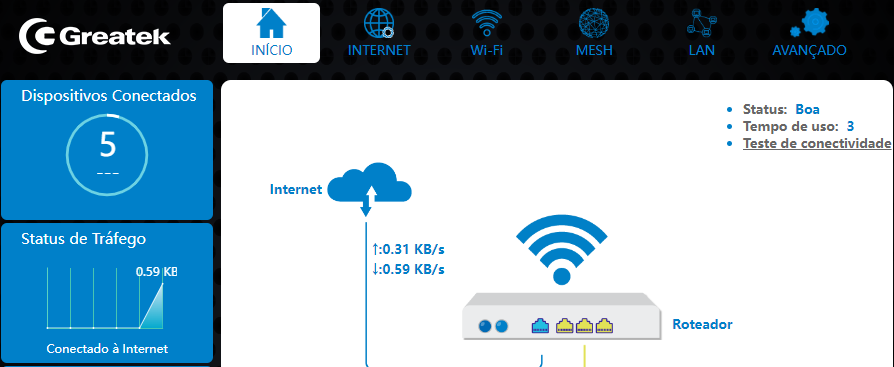 Greatek
INÍCIO
INTERNET
Wi-Fi
MESH
LAN
AVANÇADO
Dispositivos Conectados
5
---
Status de Tráfego
0.59 KB
Conectado à Internet
Status: Boa
Tempo de uso: 3
Teste de conectividade
Internet
↑:0.31 KB/s
↓:0.59 KB/s
Roteador